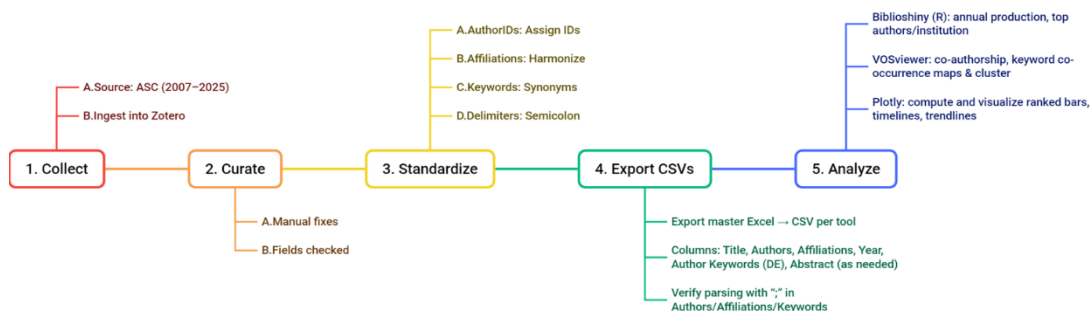 1. Collect
A.Source: ASC (2007–2025)
B.Ingest into Zotero
2. Curate
A.Manual fixes
B.Fields checked
3. Standardize
A.AuthorIDs: Assign IDs
B.Affiliations: Harmonize
C.Keywords: Synonyms
D.Delimiters: Semicolon
4. Export CSVs
Export master Excel → CSV per tool
Columns: Title, Authors, Affiliations, Year,
Author Keywords (DE), Abstract (as needed)
Verify parsing with “;” in
Authors/Affiliations/Keywords
5. Analyze
Biblioshiny (R): annual production, top
authors/institution
VOSviewer: co-authorship, keyword co-
occurrence maps & cluster
Plotly: compute and visualize ranked bars,
timelines, trendlines